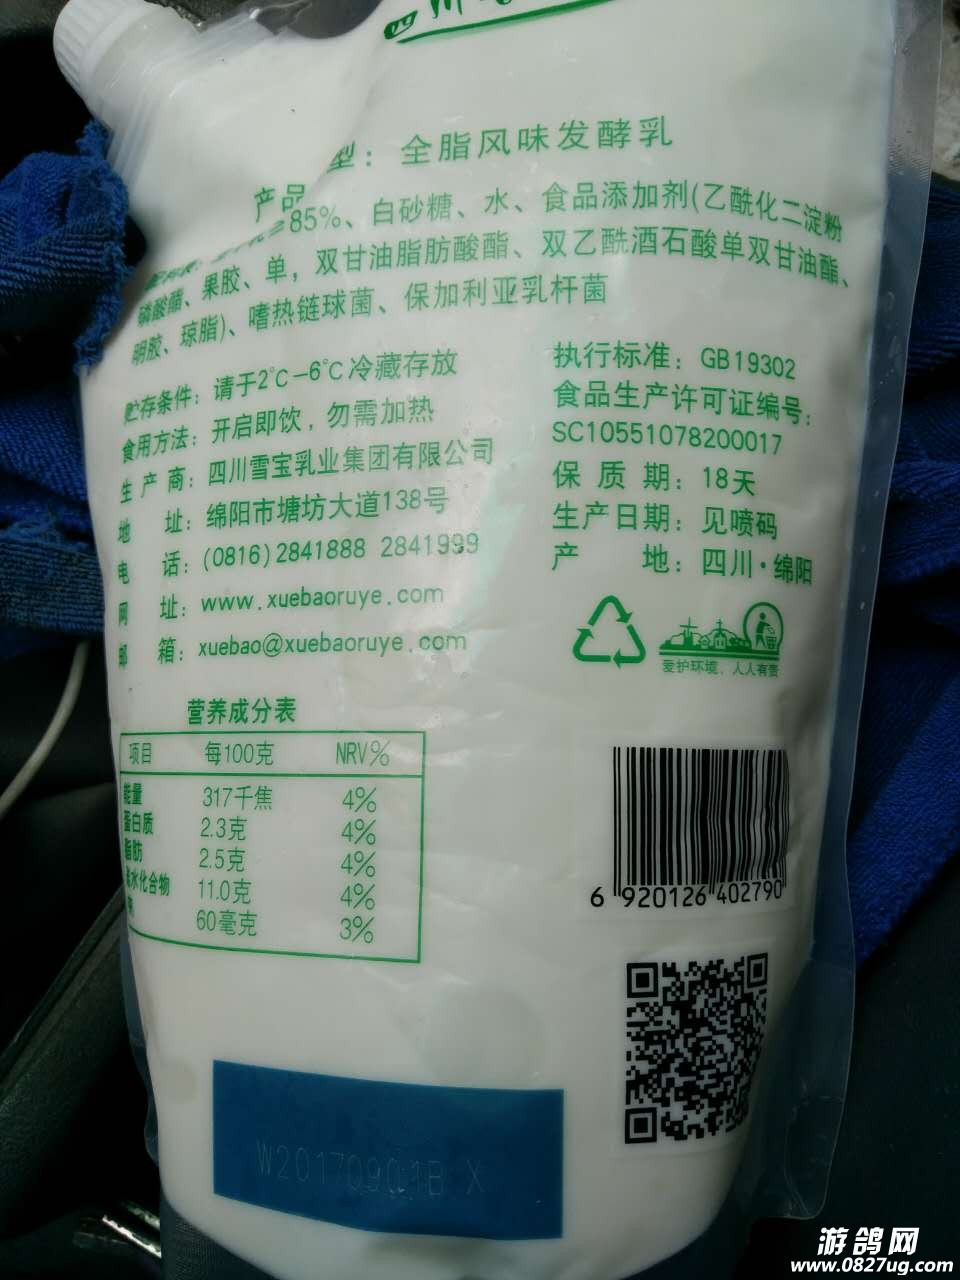 四川
产品 型：全脂风味发酵乳
85%、白砂糖、水、食品添加剂(乙酰化二淀粉
磷酸酯、果胶、单，双甘油脂肪酸酯、双乙酰酒石酸单双甘油酯、
明胶、琼脂)、嗜热链球菌、保加利亚乳杆菌
贮存条件：请于2℃-6℃冷藏存放
食用方法：开启即饮，勿需加热
生产商：四川雪宝乳业集团有限公司
地 址：绵阳市塘坊大道138号
电 话：(0816)2841888 2841999
网 址：www.xuebaoruye.com
邮 箱：xuebao@xuebaoruye.com
执行标准：GB19302
食品生产许可证编号：
SC10551078200017
保质期：18天
生产日期：见喷码
产 地：四川·绵阳
爱护环境，人人有责
营养成分表
项目 每100克 NRV%
能量 317千焦 4%
蛋白质 2.3克 4%
脂肪 2.5克 4%
水化合物 11.0克 4%
60毫克 3%
6 920126 402790
W20170901B X
游鸽网
www.0827ug.com